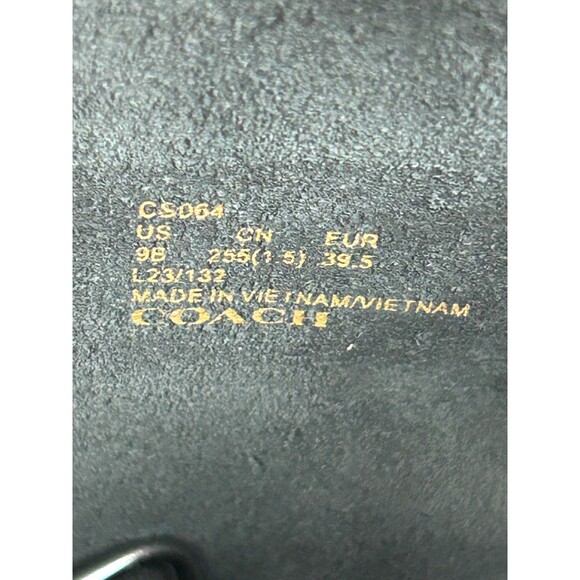 CS064
US CN EUR
9B 255(1.5) 39.5
L23/132
MADE IN VIETNAM/VIETNAM
COACH